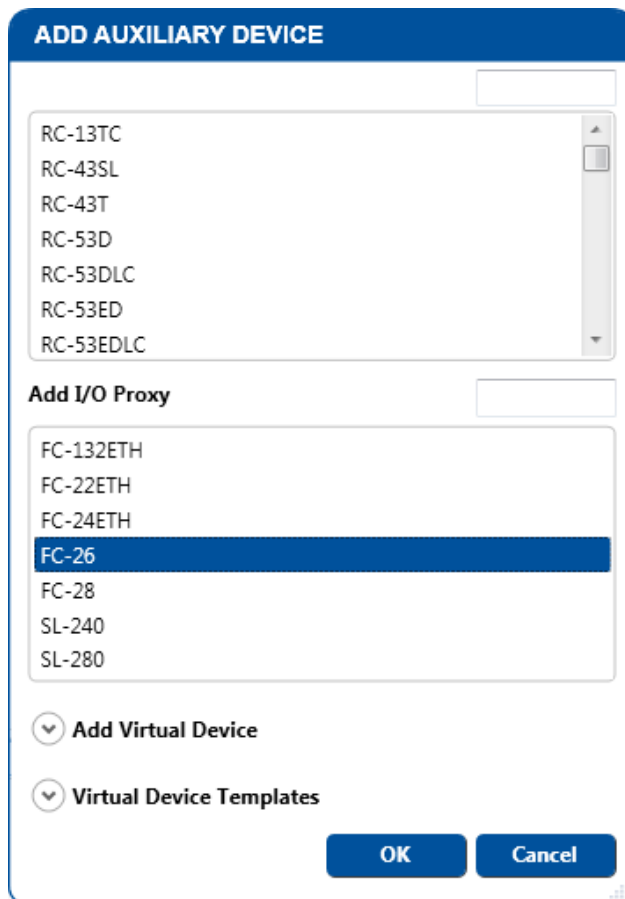 ADD AUXILIARY DEVICE
RC-13TC
RC-43SL
RC-43T
RC-53D
RC-53DLC
RC-53ED
RC-53EDLC
Add I/O Proxy
FC-132ETH
FC-22ETH
FC-24ETH
FC-26
FC-28
SL-240
SL-280
Add Virtual Device
Virtual Device Templates
OK Cancel